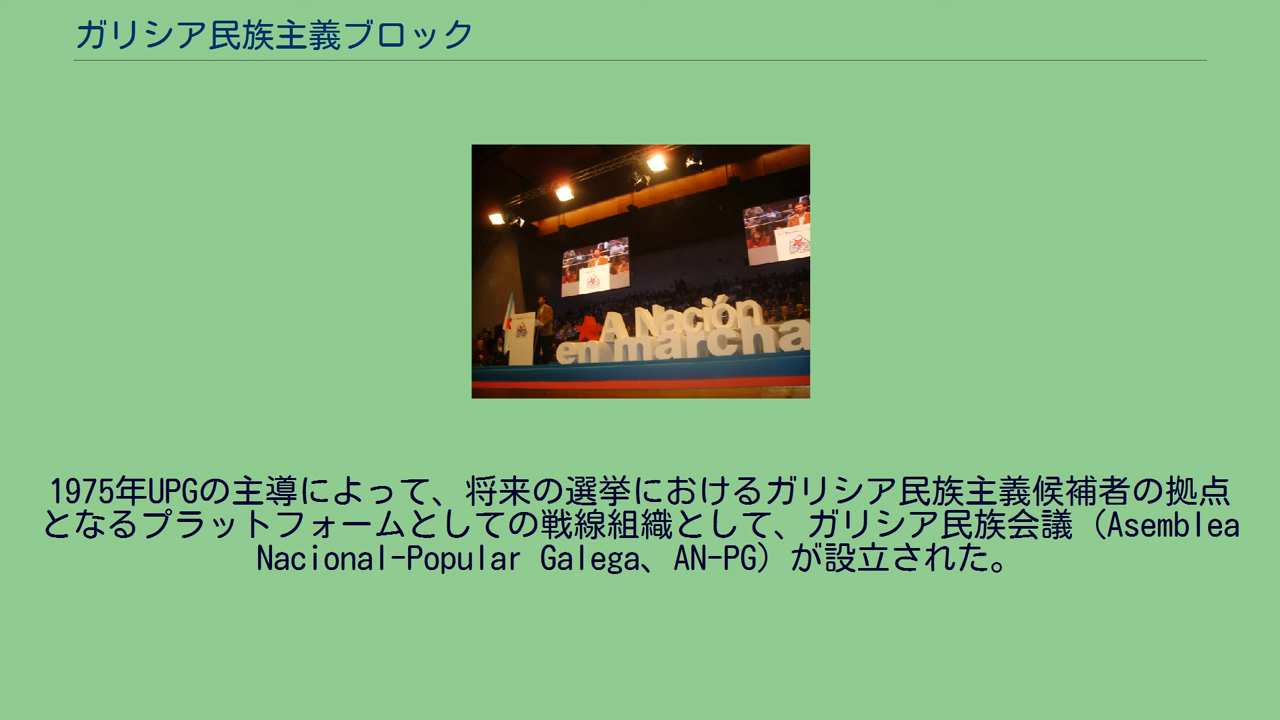 ガリシア民族主義ブロック
A Nación
en marcha
1975年UPGの主導によって、将来の選挙におけるガリシア民族主義候補者の拠点
となるプラットフォームとしての戦線組織として、ガリシア民族会議（Asemblea
Nacional-Popular Galega、AN-PG）が設立された。